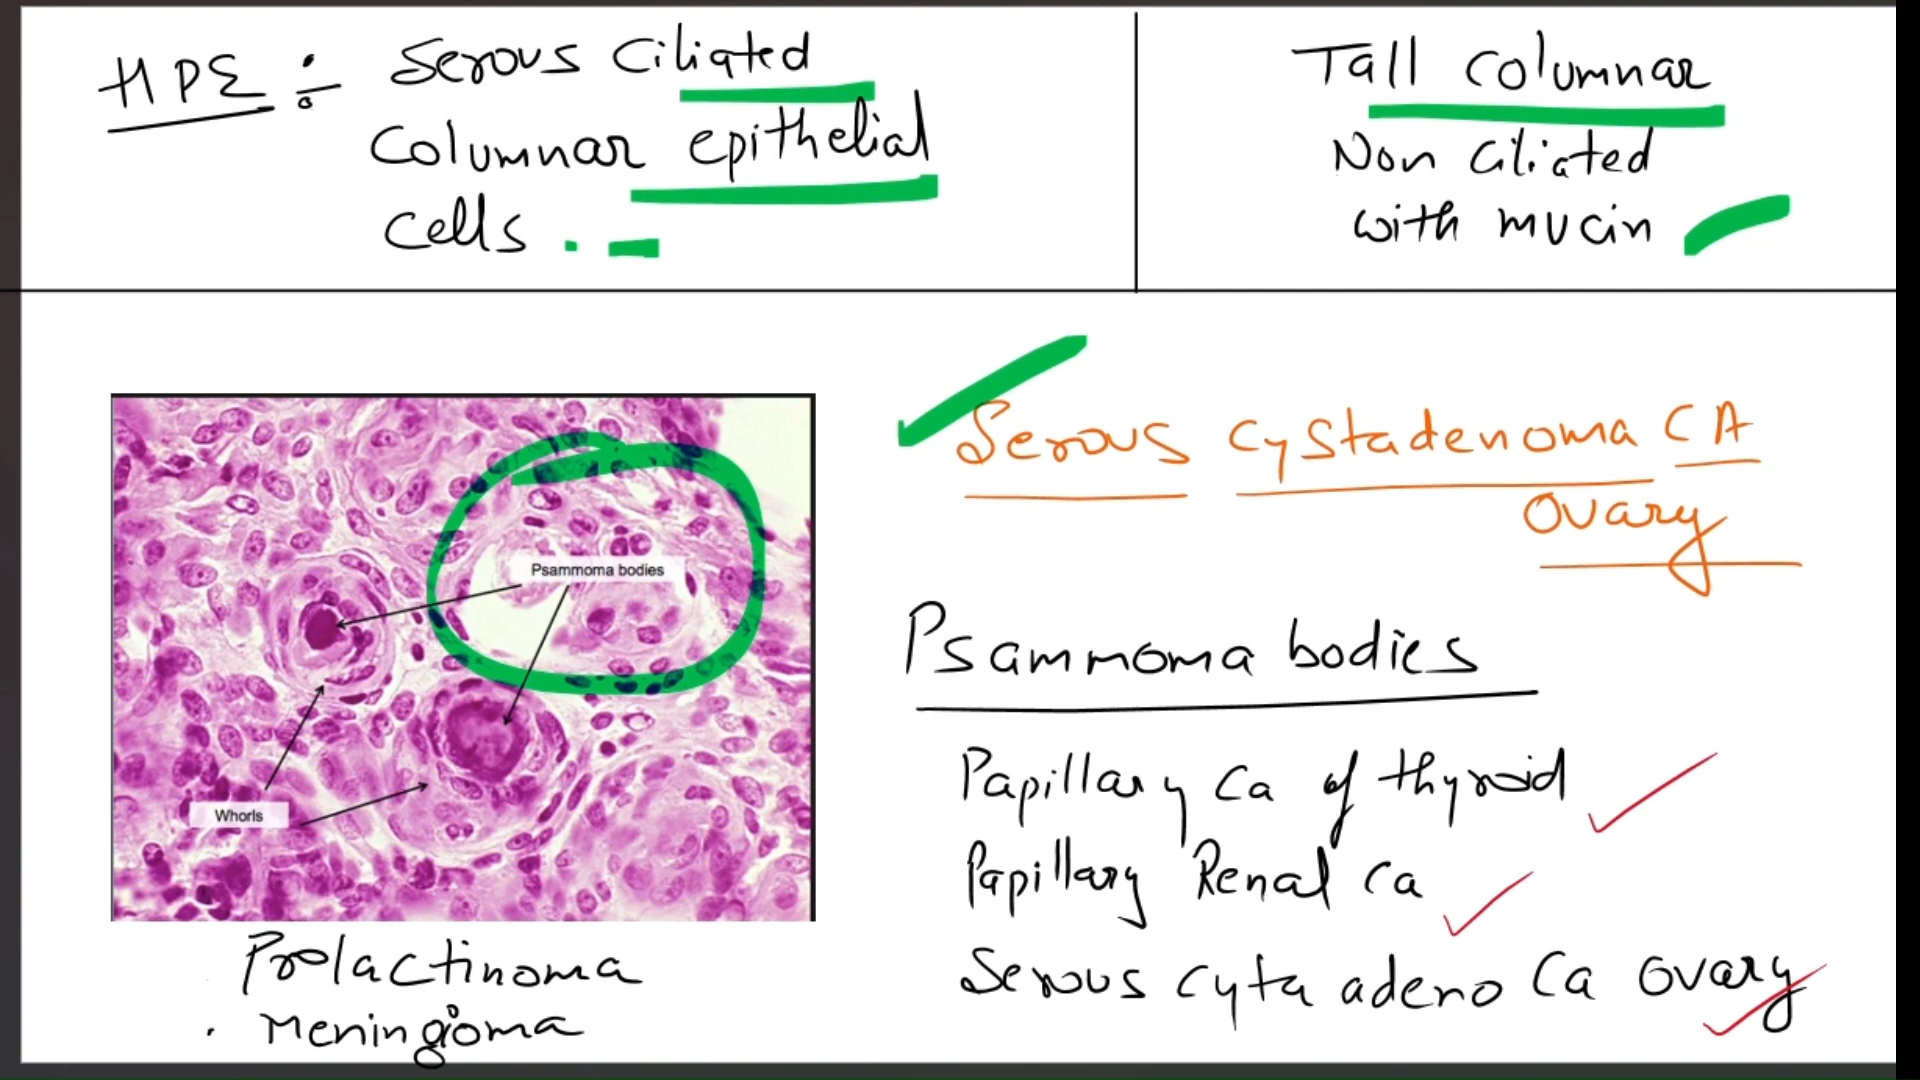 HPE :- Serous Ciliated
Columnar epithelial
Cells
Tall Columnar
Non Ciliated
with mucin
Psammoma bodies
Whorls
Prolactinoma
Meningioma
Serous Cystadenoma CA
Ovary
Psammoma bodies
Papillary Ca of thyroid
Papillary Renal Ca
Serous Cyta adeno Ca Ovary